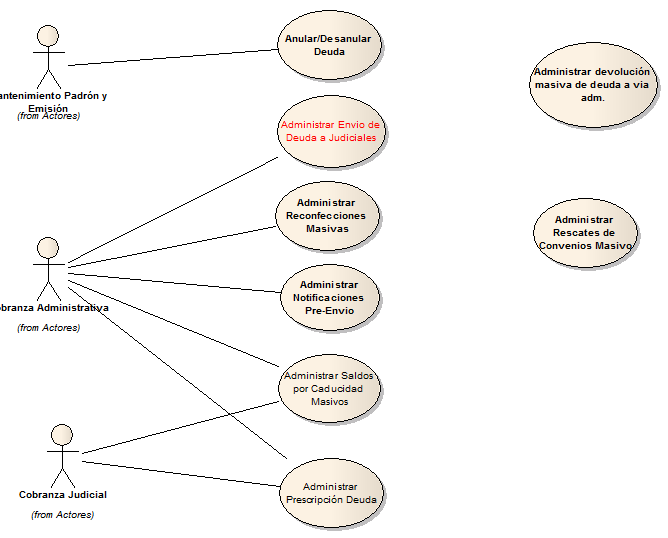 Anular/Desanular
Deuda
Administrar devolución
masiva de deuda a via
adm.
antenimiento Padrón y
Emisión
(from Actores)
Administrar Envio de
Deuda a Judiciales
Administrar
Reconfecciones
Masivas
Administrar
Rescates de
Convenios Masivo
Administrar
Notificaciones
Pre-Envio
obranza Administrativa
(from Actores)
Administrar Saldos
por Caducidad
Masivos
Cobranza Judicial
(from Actores)
Administrar
Prescripción Deuda